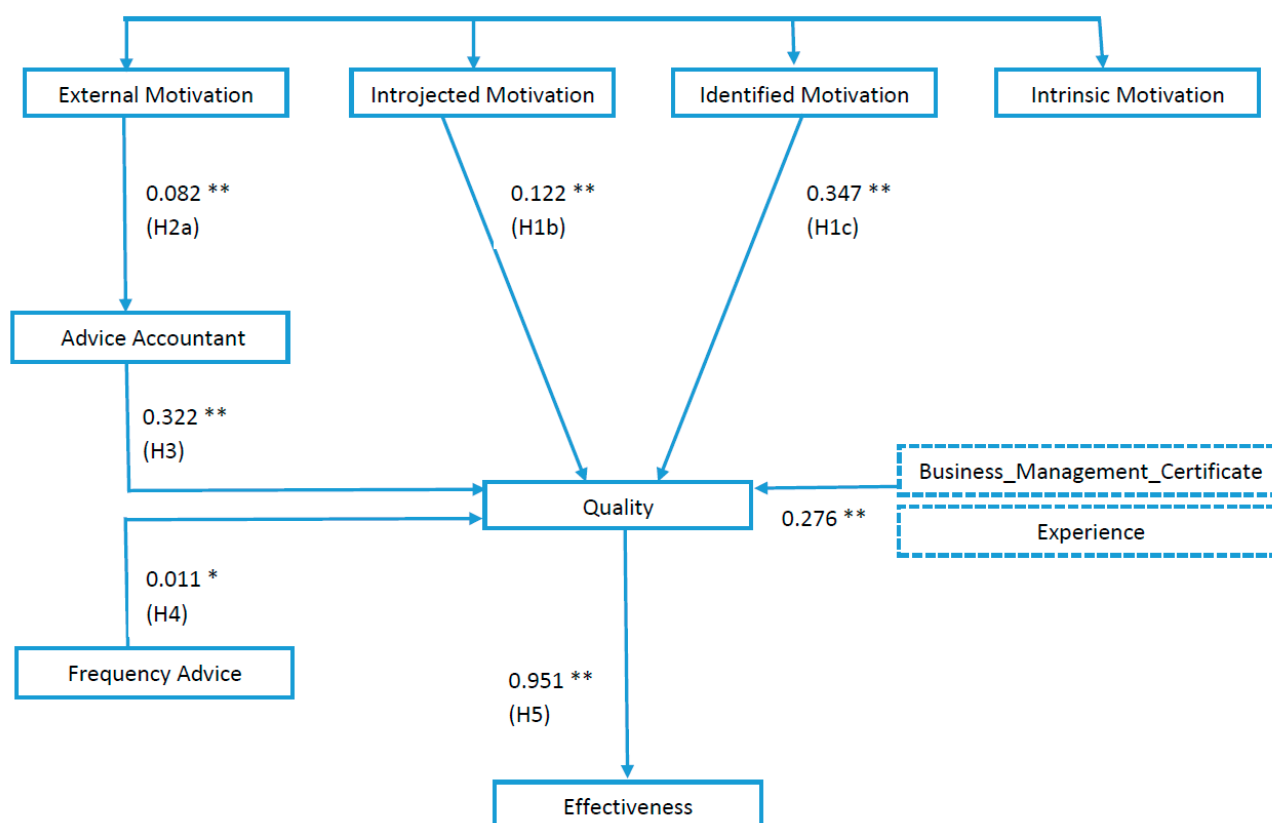 External Motivation
Introjected Motivation
Identified Motivation
Intrinsic Motivation
0.082 **
(H2a)
0.122 **
(H1b)
0.347 **
(H1c)
Advice Accountant
0.322 **
(H3)
Business_Management_Certificate
Quality
0.276 **
Experience
0.011 *
(H4)
Frequency Advice
0.951 **
(H5)
Effectiveness